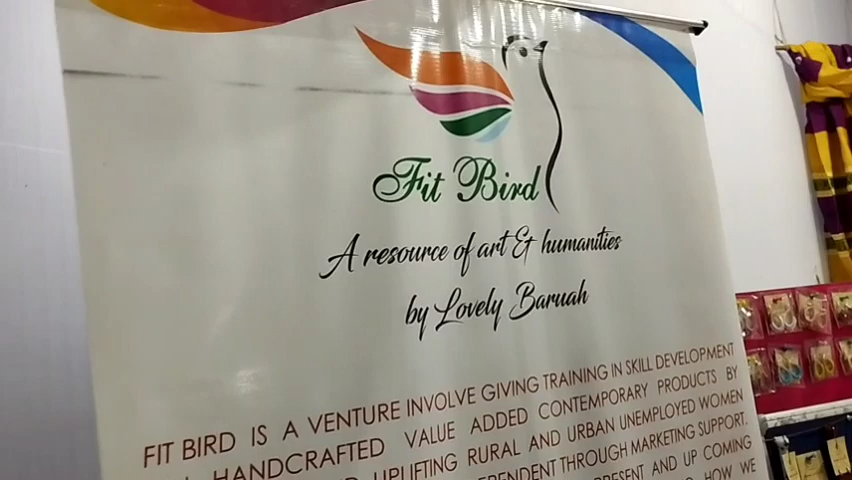 Fit Bird
A resource of art & humanities
by Lovely Baruah
FIT BIRD IS A VENTURE INVOLVE GIVING TRAINING IN SKILL DEVELOPMENT
HANDCRAFTED VALUE ADDED CONTEMPORARY PRODUCTS BY
UPLIFTING RURAL AND URBAN UNEMPLOYED WOMEN
THROUGH MARKETING SUPPORT.
PRESENT AND UP COMING
HOW WE